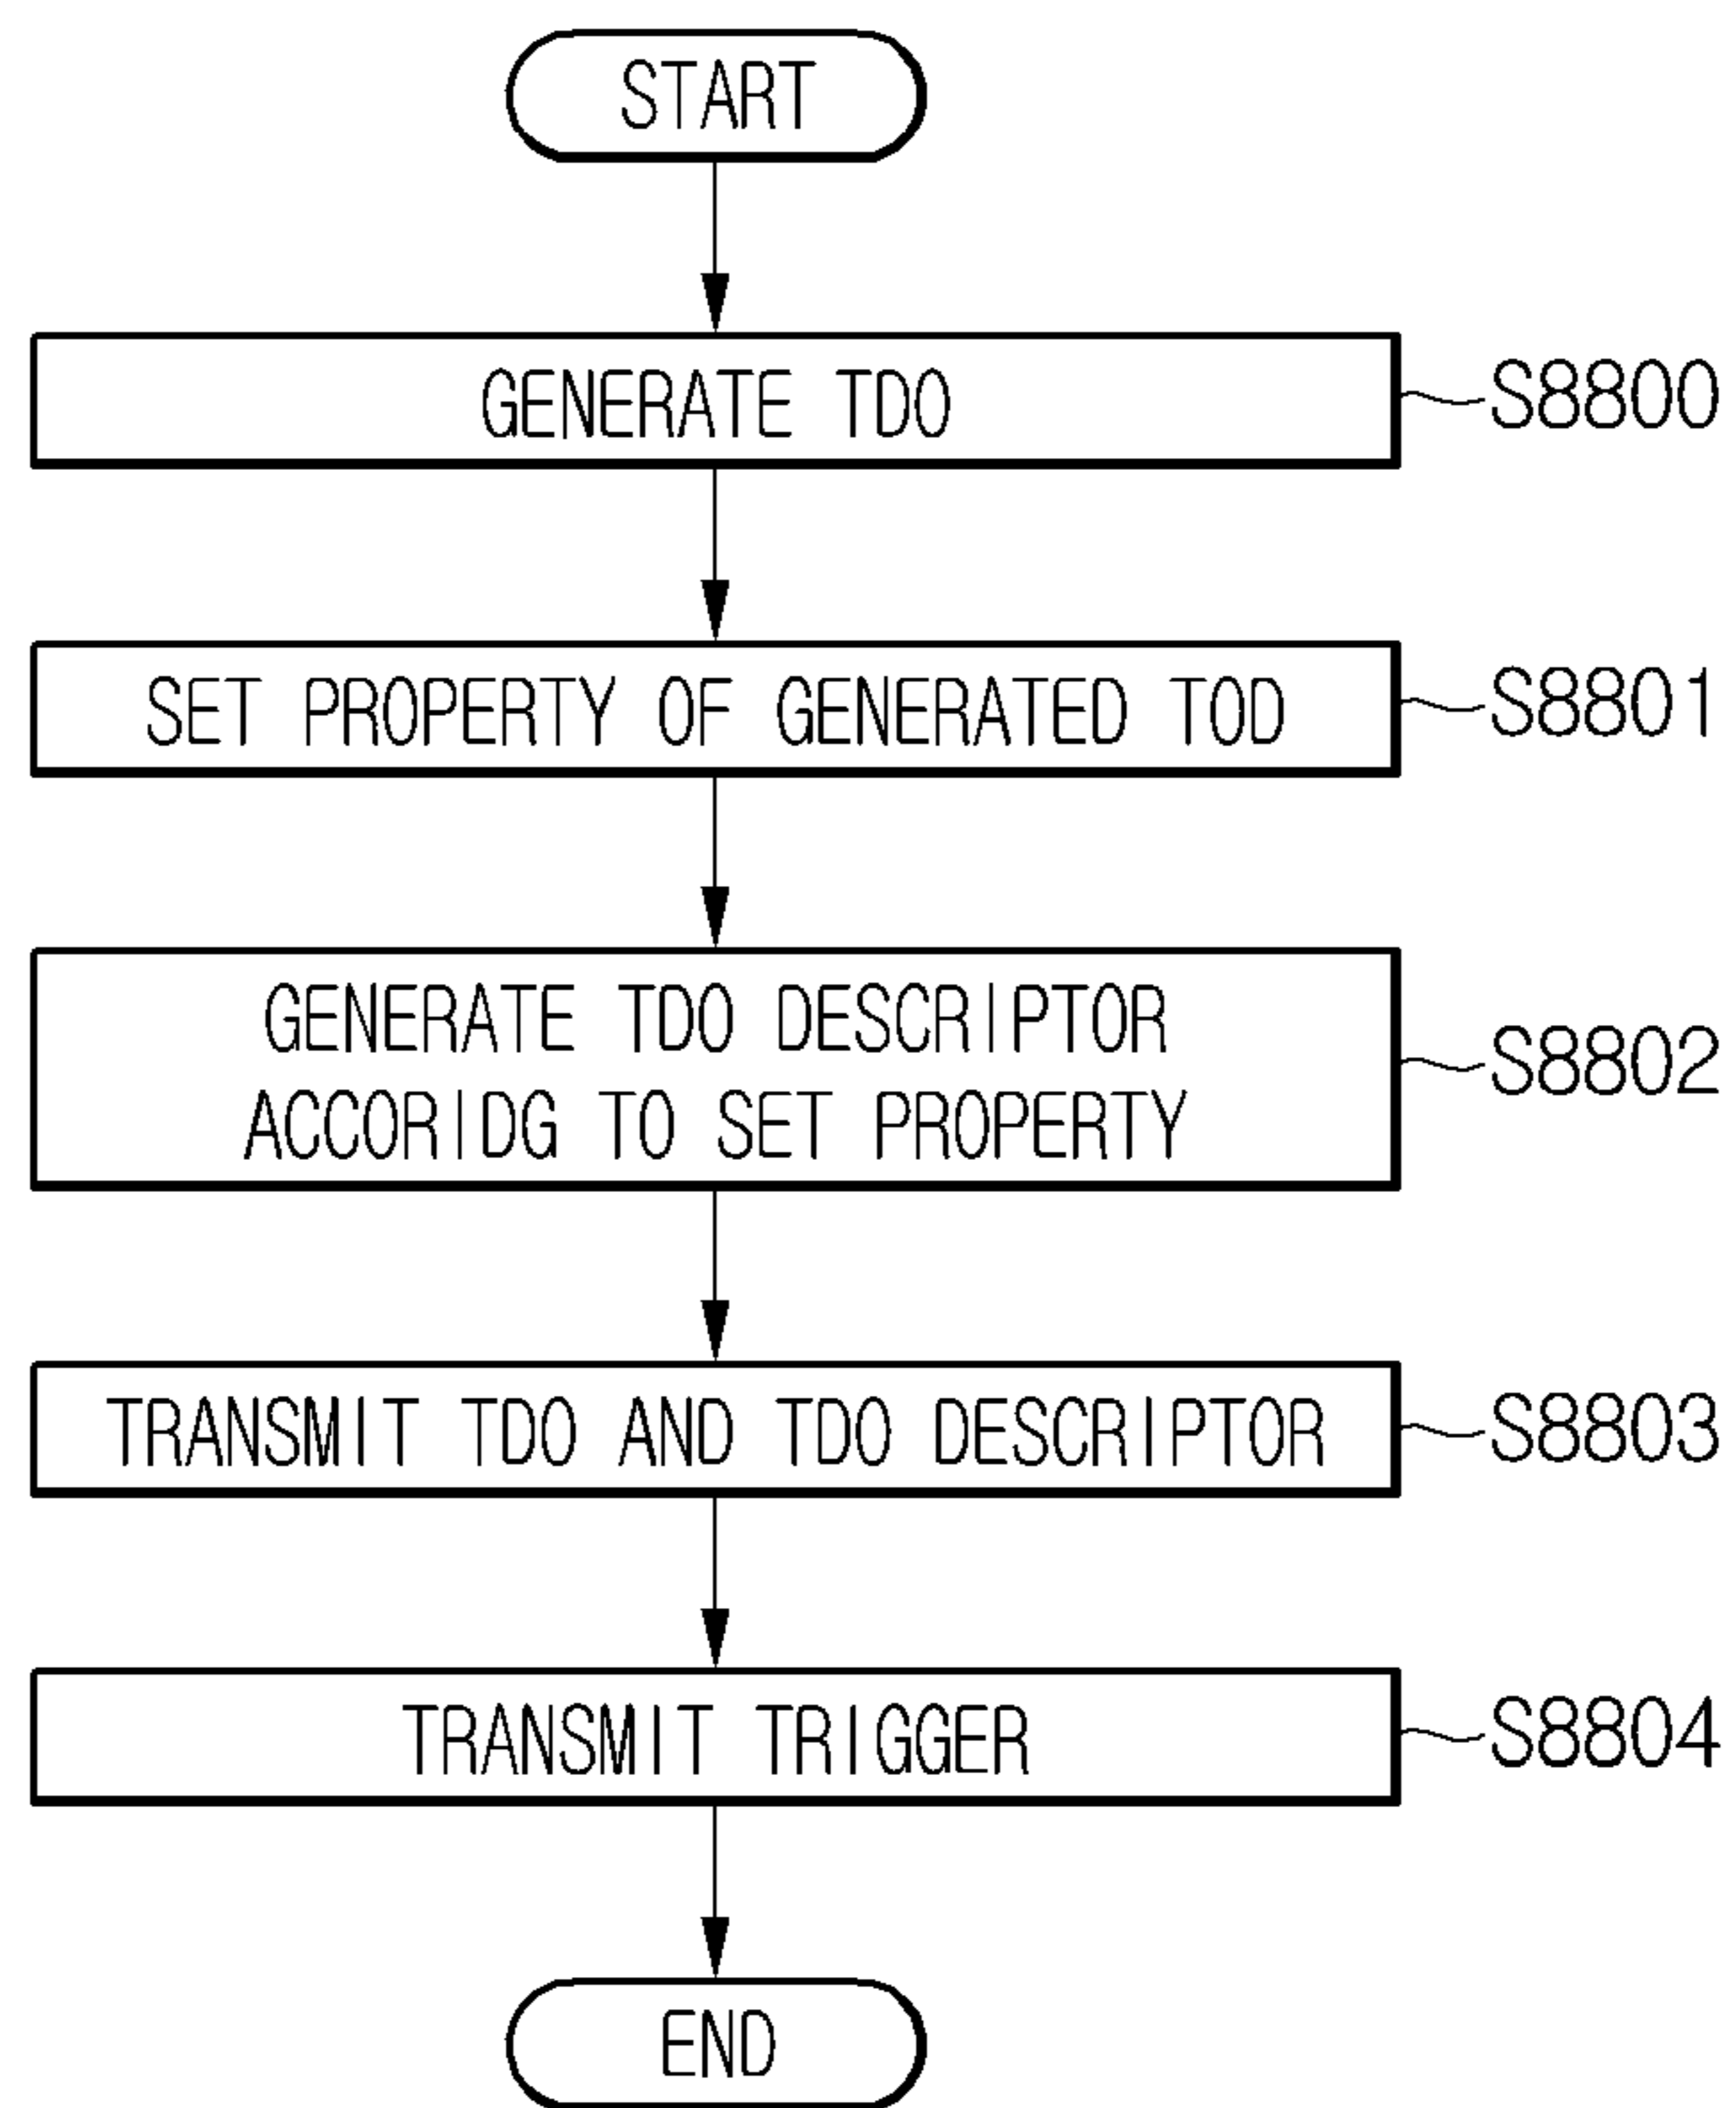 START
GENERATE TDO
S8800
SET PROPERTY OF GENERATED TOD
S8801
GENERATE TDO DESCRIPTOR
ACCORIDG TO SET PROPERTY
S8802
TRANSMIT TDO AND TDO DESCRIPTOR
S8803
TRANSMIT TRIGGER
S8804
END